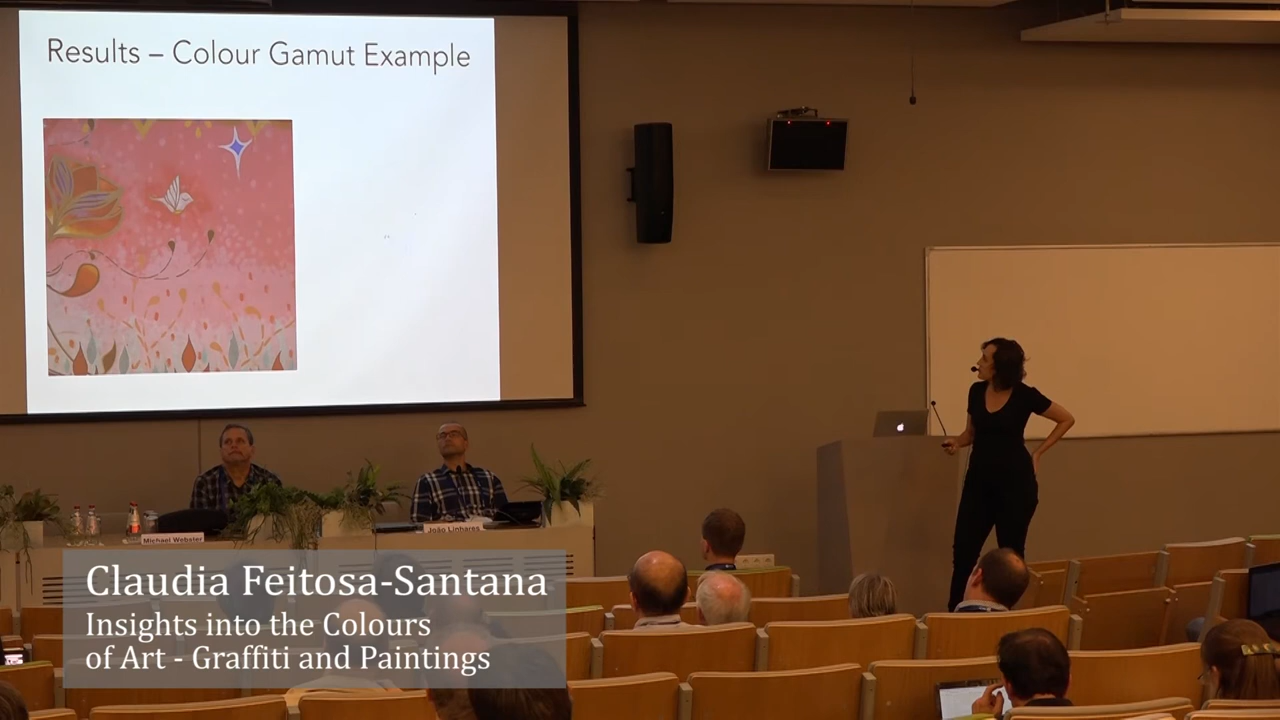 Results – Colour Gamut Example
Michael Webster
João Linhares
Claudia Feitosa-Santana
Insights into the Colours
of Art - Graffiti and Paintings